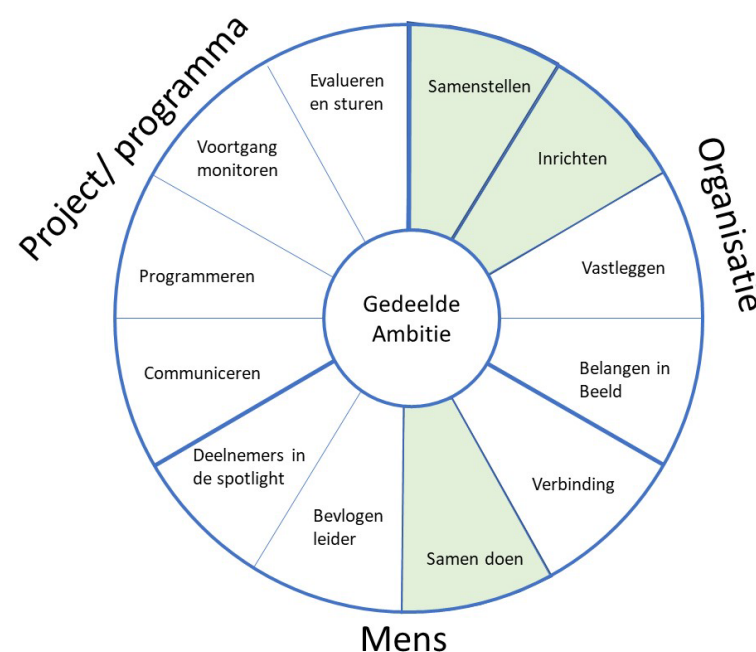 Project/ programma
Organisatie
Mens
Gedeelde
Ambitie
Samenstellen
Inrichten
Vastleggen
Belangen in
Beeld
Verbinding
Samen doen
Bevlogen
leider
Deelnemers in
de spotlight
Communiceren
Programmeren
Voortgang
monitoren
Evalueren
en sturen